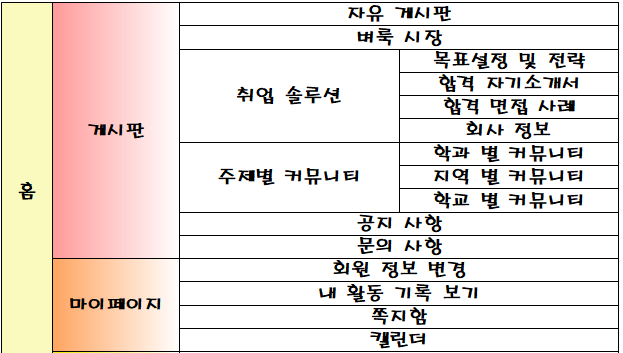 홈
게시판
자유 게시판
벼룩 시장
취업 솔루션
목표설정 및 전략
합격 자기소개서
합격 면접 사례
회사 정보
주제별 커뮤니티
학과 별 커뮤니티
지역 별 커뮤니티
학교 별 커뮤니티
공지 사항
문의 사항
마이페이지
회원 정보 변경
내 활동 기록 보기
쪽지함
캘린더